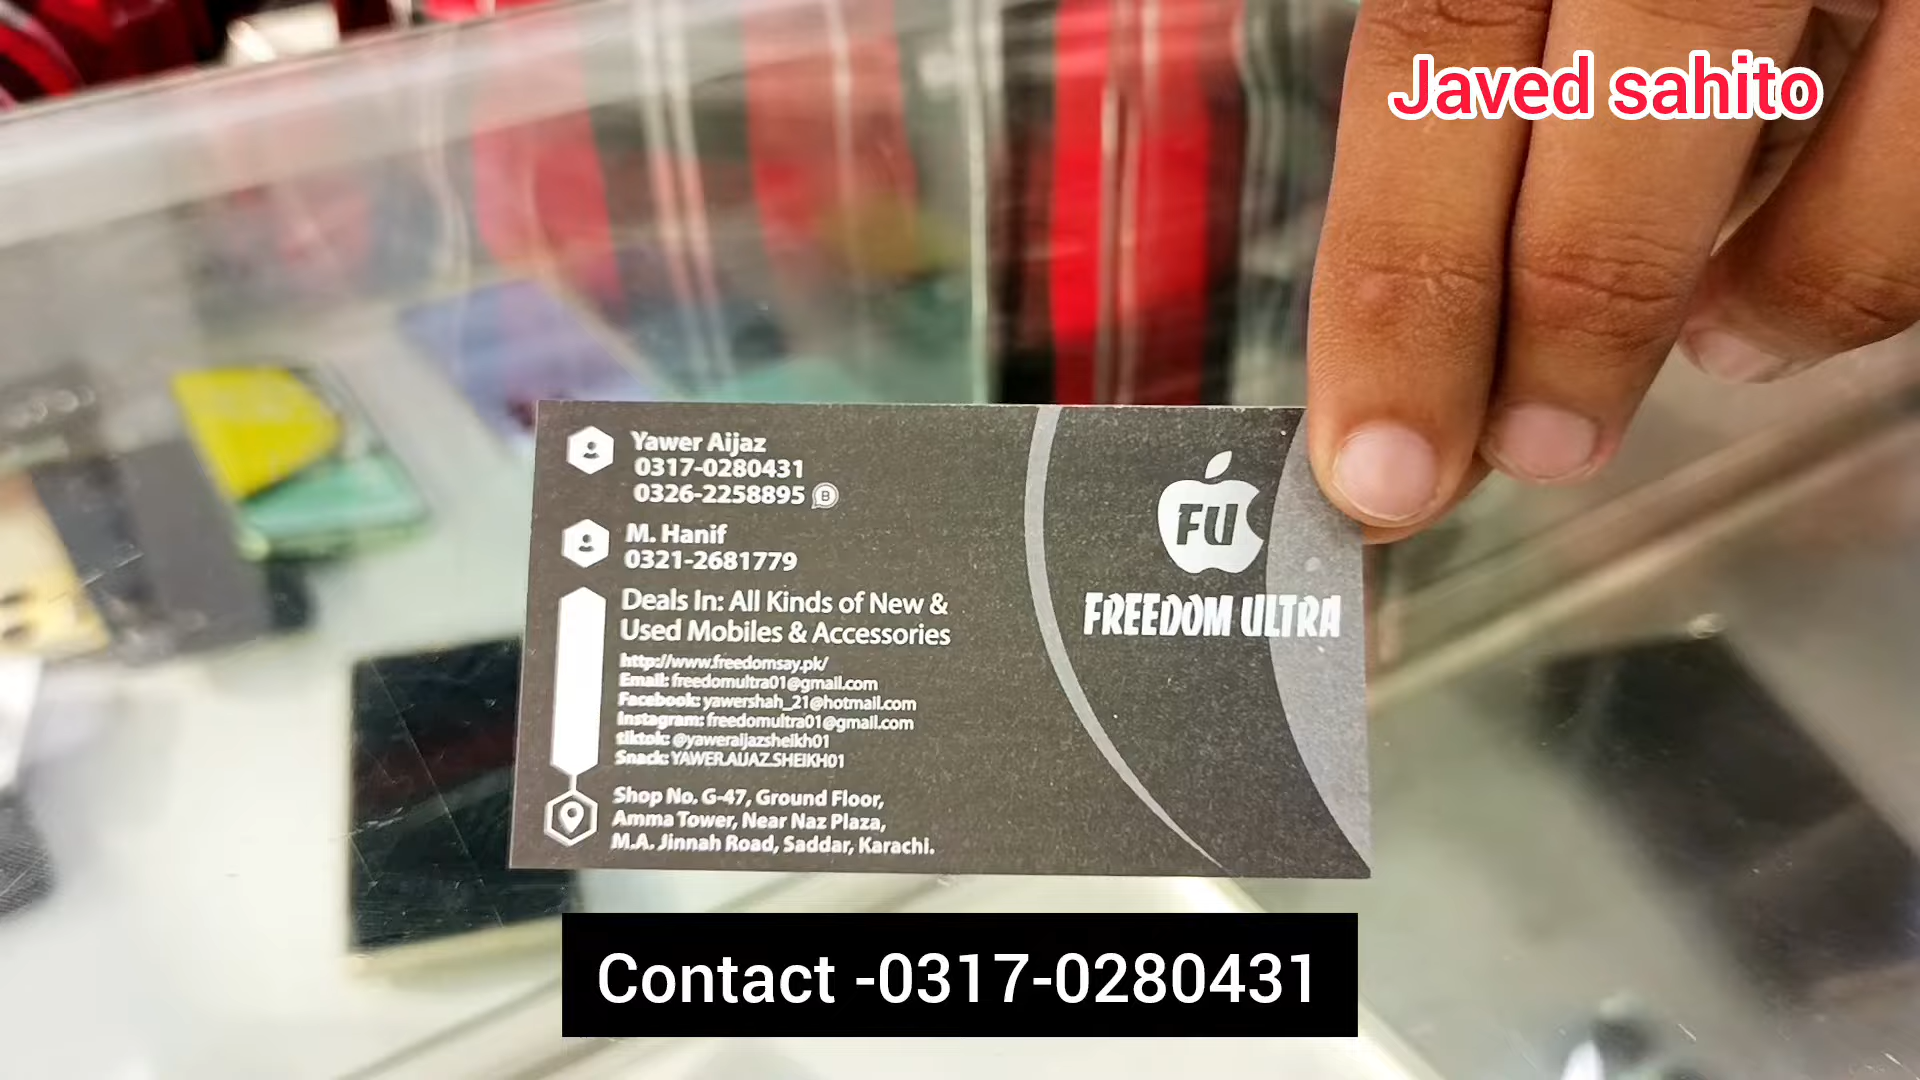 Javed sahito
Yawer Aijaz
0317-0280431
0326-2258895
M. Hanif
0321-2681779
Deals In: All Kinds of New &
Used Mobiles & Accessories
http://www.freedomsay.pk/
Email: freedomultra01@gmail.com
Facebook: yawershah_21@hotmail.com
Instagram: freedomultra01@gmail.com
tiktok: @yaweraijazsheikh01
Snack: YAWER.AIJAZ.SHEIKH01
Shop No. G-47, Ground Floor,
Amma Tower, Near Naz Plaza,
M.A. Jinnah Road, Saddar, Karachi.
FU
FREEDOM ULTRA
Contact -0317-0280431